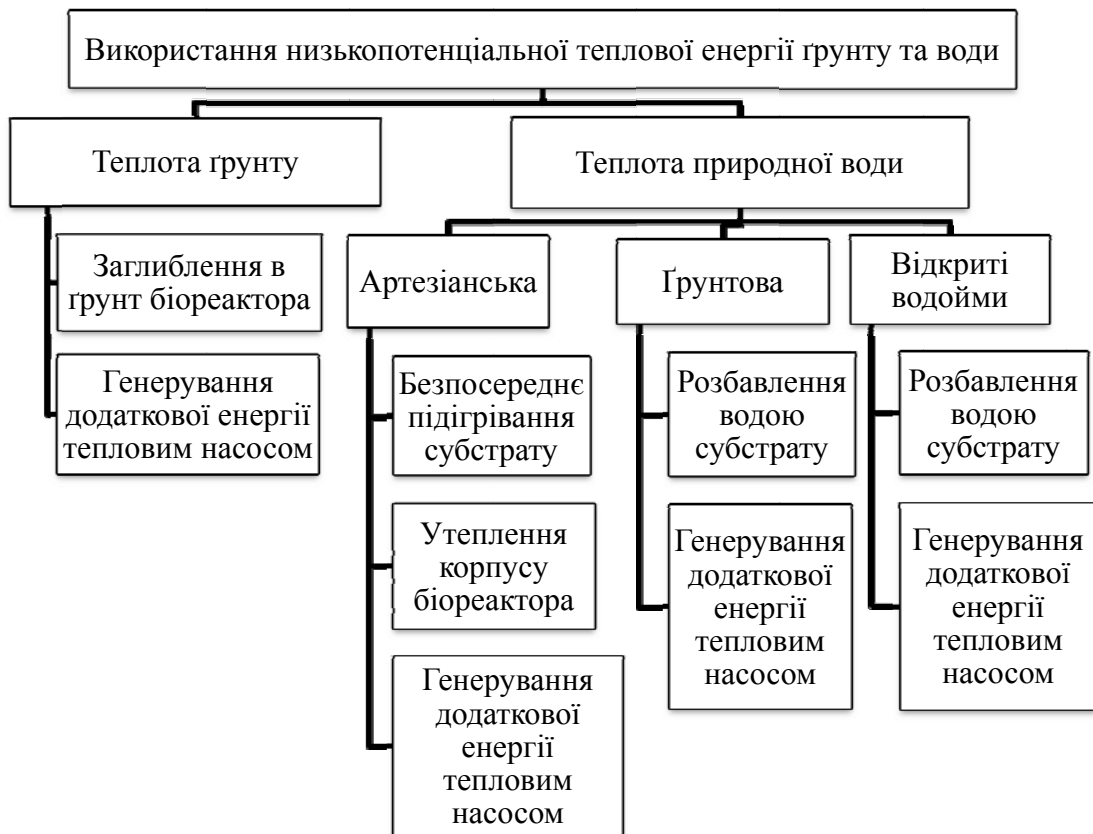 Використання низькопотенціальної теплової енергії ґрунту та води
Теплота ґрунту
Теплота природної води
Заглиблення в
ґрунт біореактора
Генерування
додаткової енергії
тепловим насосом
Артезіанська
Безпосереднє
підігрівання
субстрату
Утеплення
корпусу
біореактора
Генерування
додаткової
енергії
тепловим
насосом
Ґрунтова
Розбавлення
водою
субстрату
Генерування
додаткової
енергії
тепловим
насосом
Відкриті
водойми
Розбавлення
водою
субстрату
Генерування
додаткової
енергії
тепловим
насосом